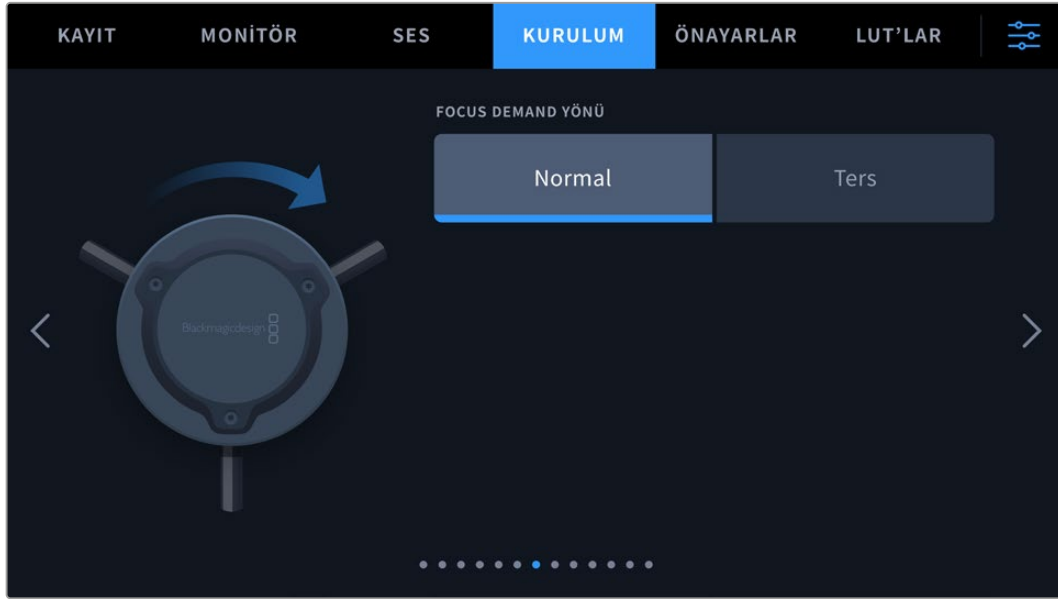 KAYIT MONİTÖR SES KURULUM ÖNAYARLAR LUT’LAR
FOCUS DEMAND YÖNÜ
Normal Ters
Blackmagicdesign